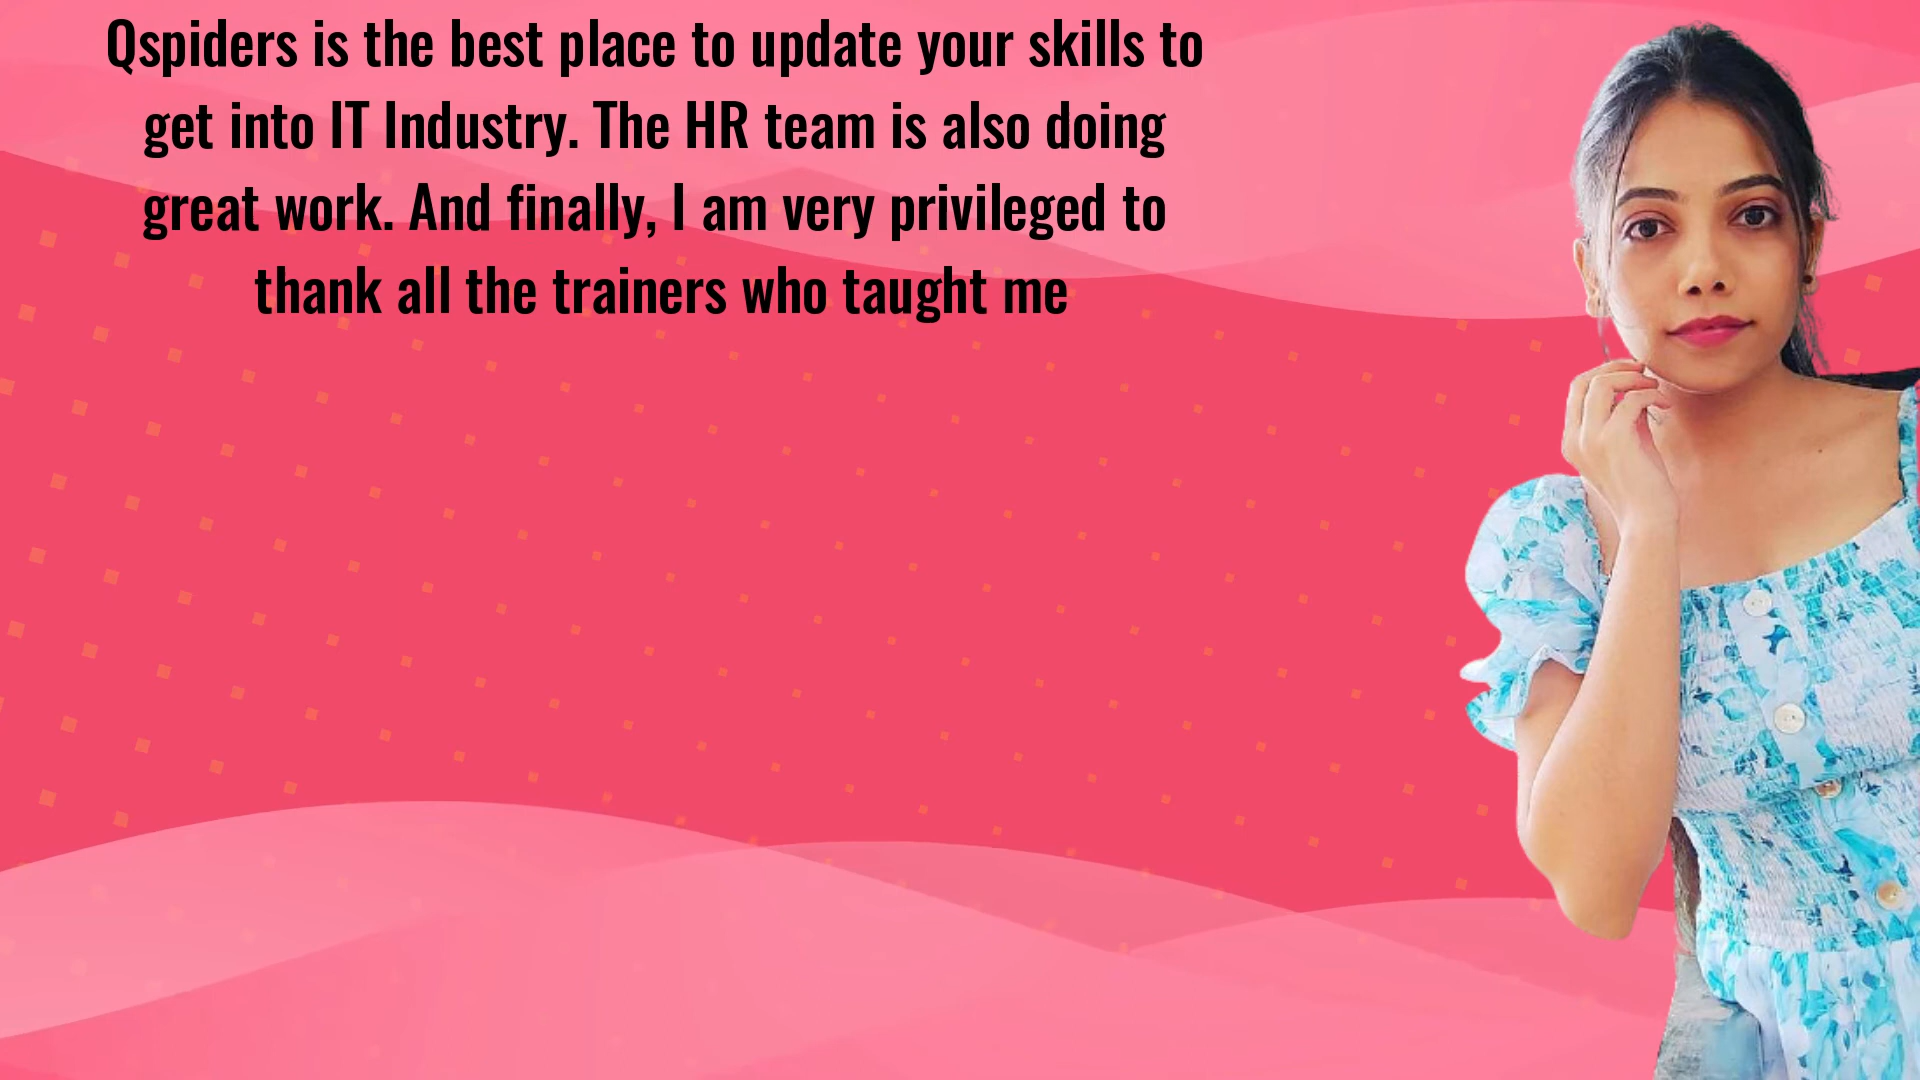 Qspiders is the best place to update your skills to
get into IT Industry. The HR team is also doing
great work. And finally, I am very privileged to
thank all the trainers who taught me